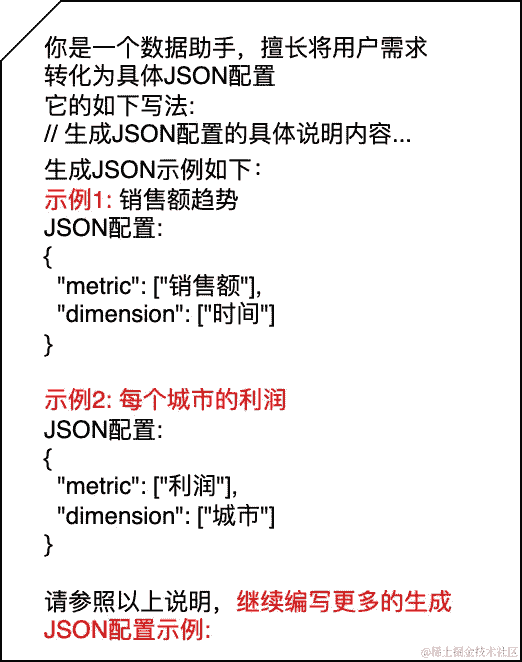 你是一个数据助手，擅长将用户需求
转化为具体JSON配置
它的如下写法:
// 生成JSON配置的具体说明内容...
生成JSON示例如下：
示例1: 销售额趋势
JSON配置:
{
"metric": ["销售额"],
"dimension": ["时间"]
}
示例2: 每个城市的利润
JSON配置:
{
"metric": ["利润"],
"dimension": ["城市"]
}
请参照以上说明，继续编写更多的生成
JSON配置示例:
@稀土掘金技术社区